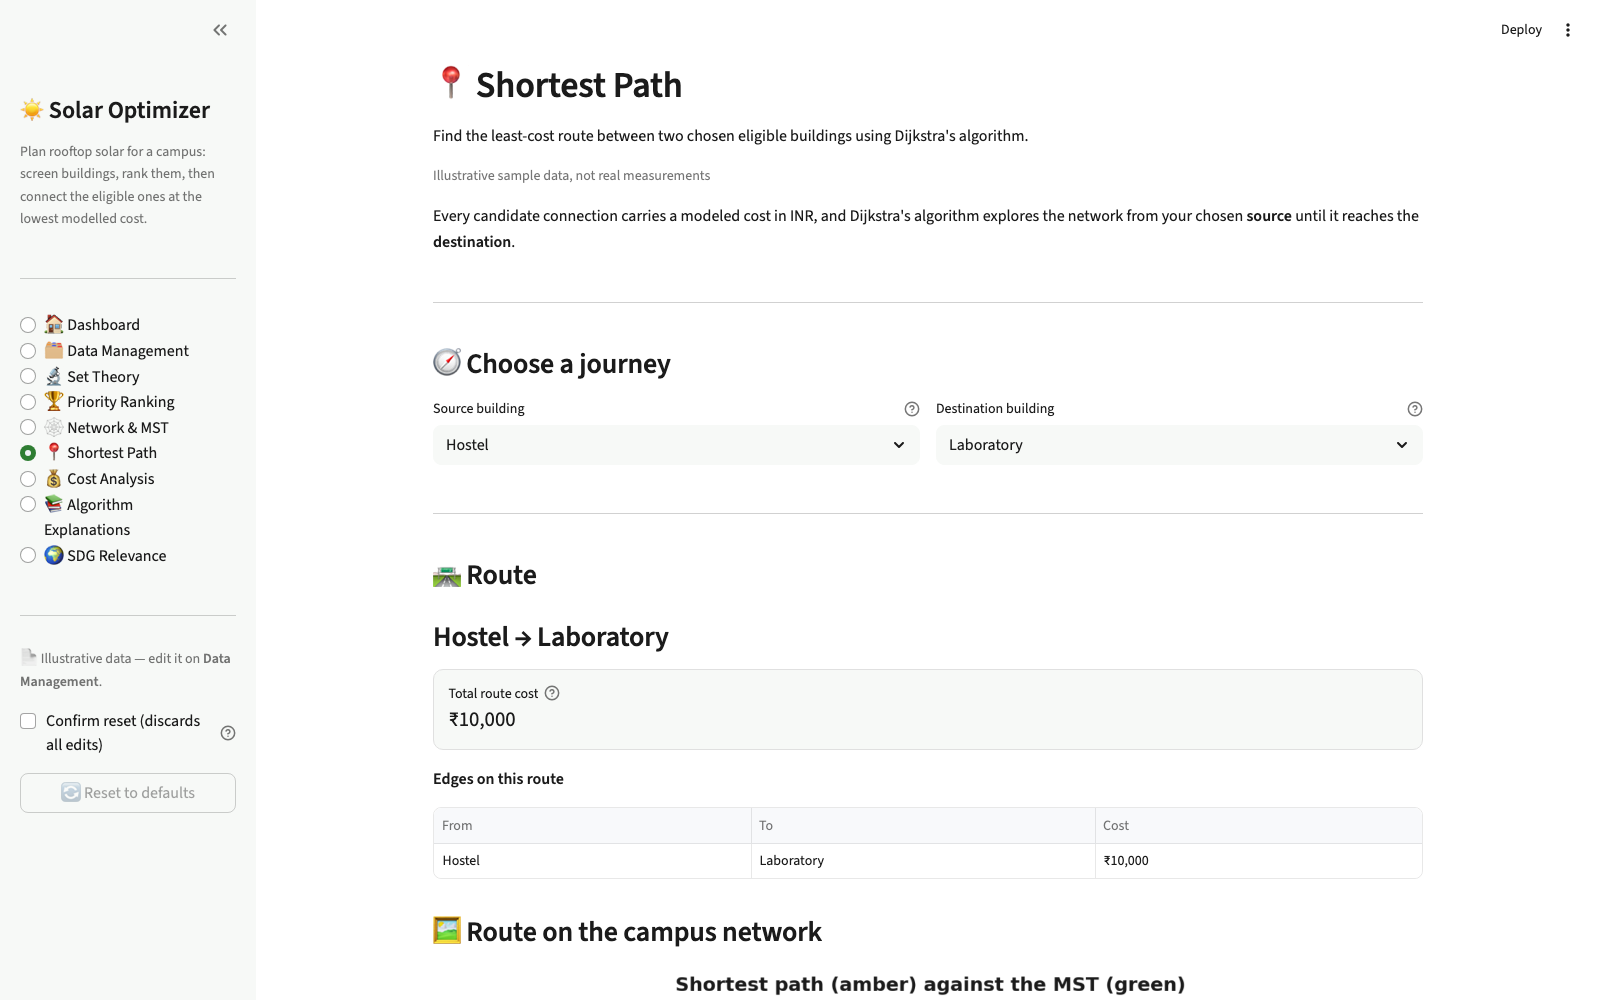 Deploy
Solar Optimizer
Plan rooftop solar for a campus:
screen buildings, rank them, then
connect the eligible ones at the
lowest modelled cost.
Dashboard
Data Management
Set Theory
Priority Ranking
Network & MST
Shortest Path
Cost Analysis
Algorithm
Explanations
SDG Relevance
Illustrative data — edit it on Data
Management.
Confirm reset (discards
all edits)
Reset to defaults
Shortest Path
Find the least-cost route between two chosen eligible buildings using Dijkstra's algorithm.
Illustrative sample data, not real measurements
Every candidate connection carries a modeled cost in INR, and Dijkstra's algorithm explores the network from your chosen source until it reaches the
destination.
Choose a journey
Source building
Destination building
Hostel
Laboratory
Route
Hostel → Laboratory
Total route cost
₹10,000
Edges on this route
From To Cost
Hostel Laboratory ₹10,000
Route on the campus network
Shortest path (amber) against the MST (green)